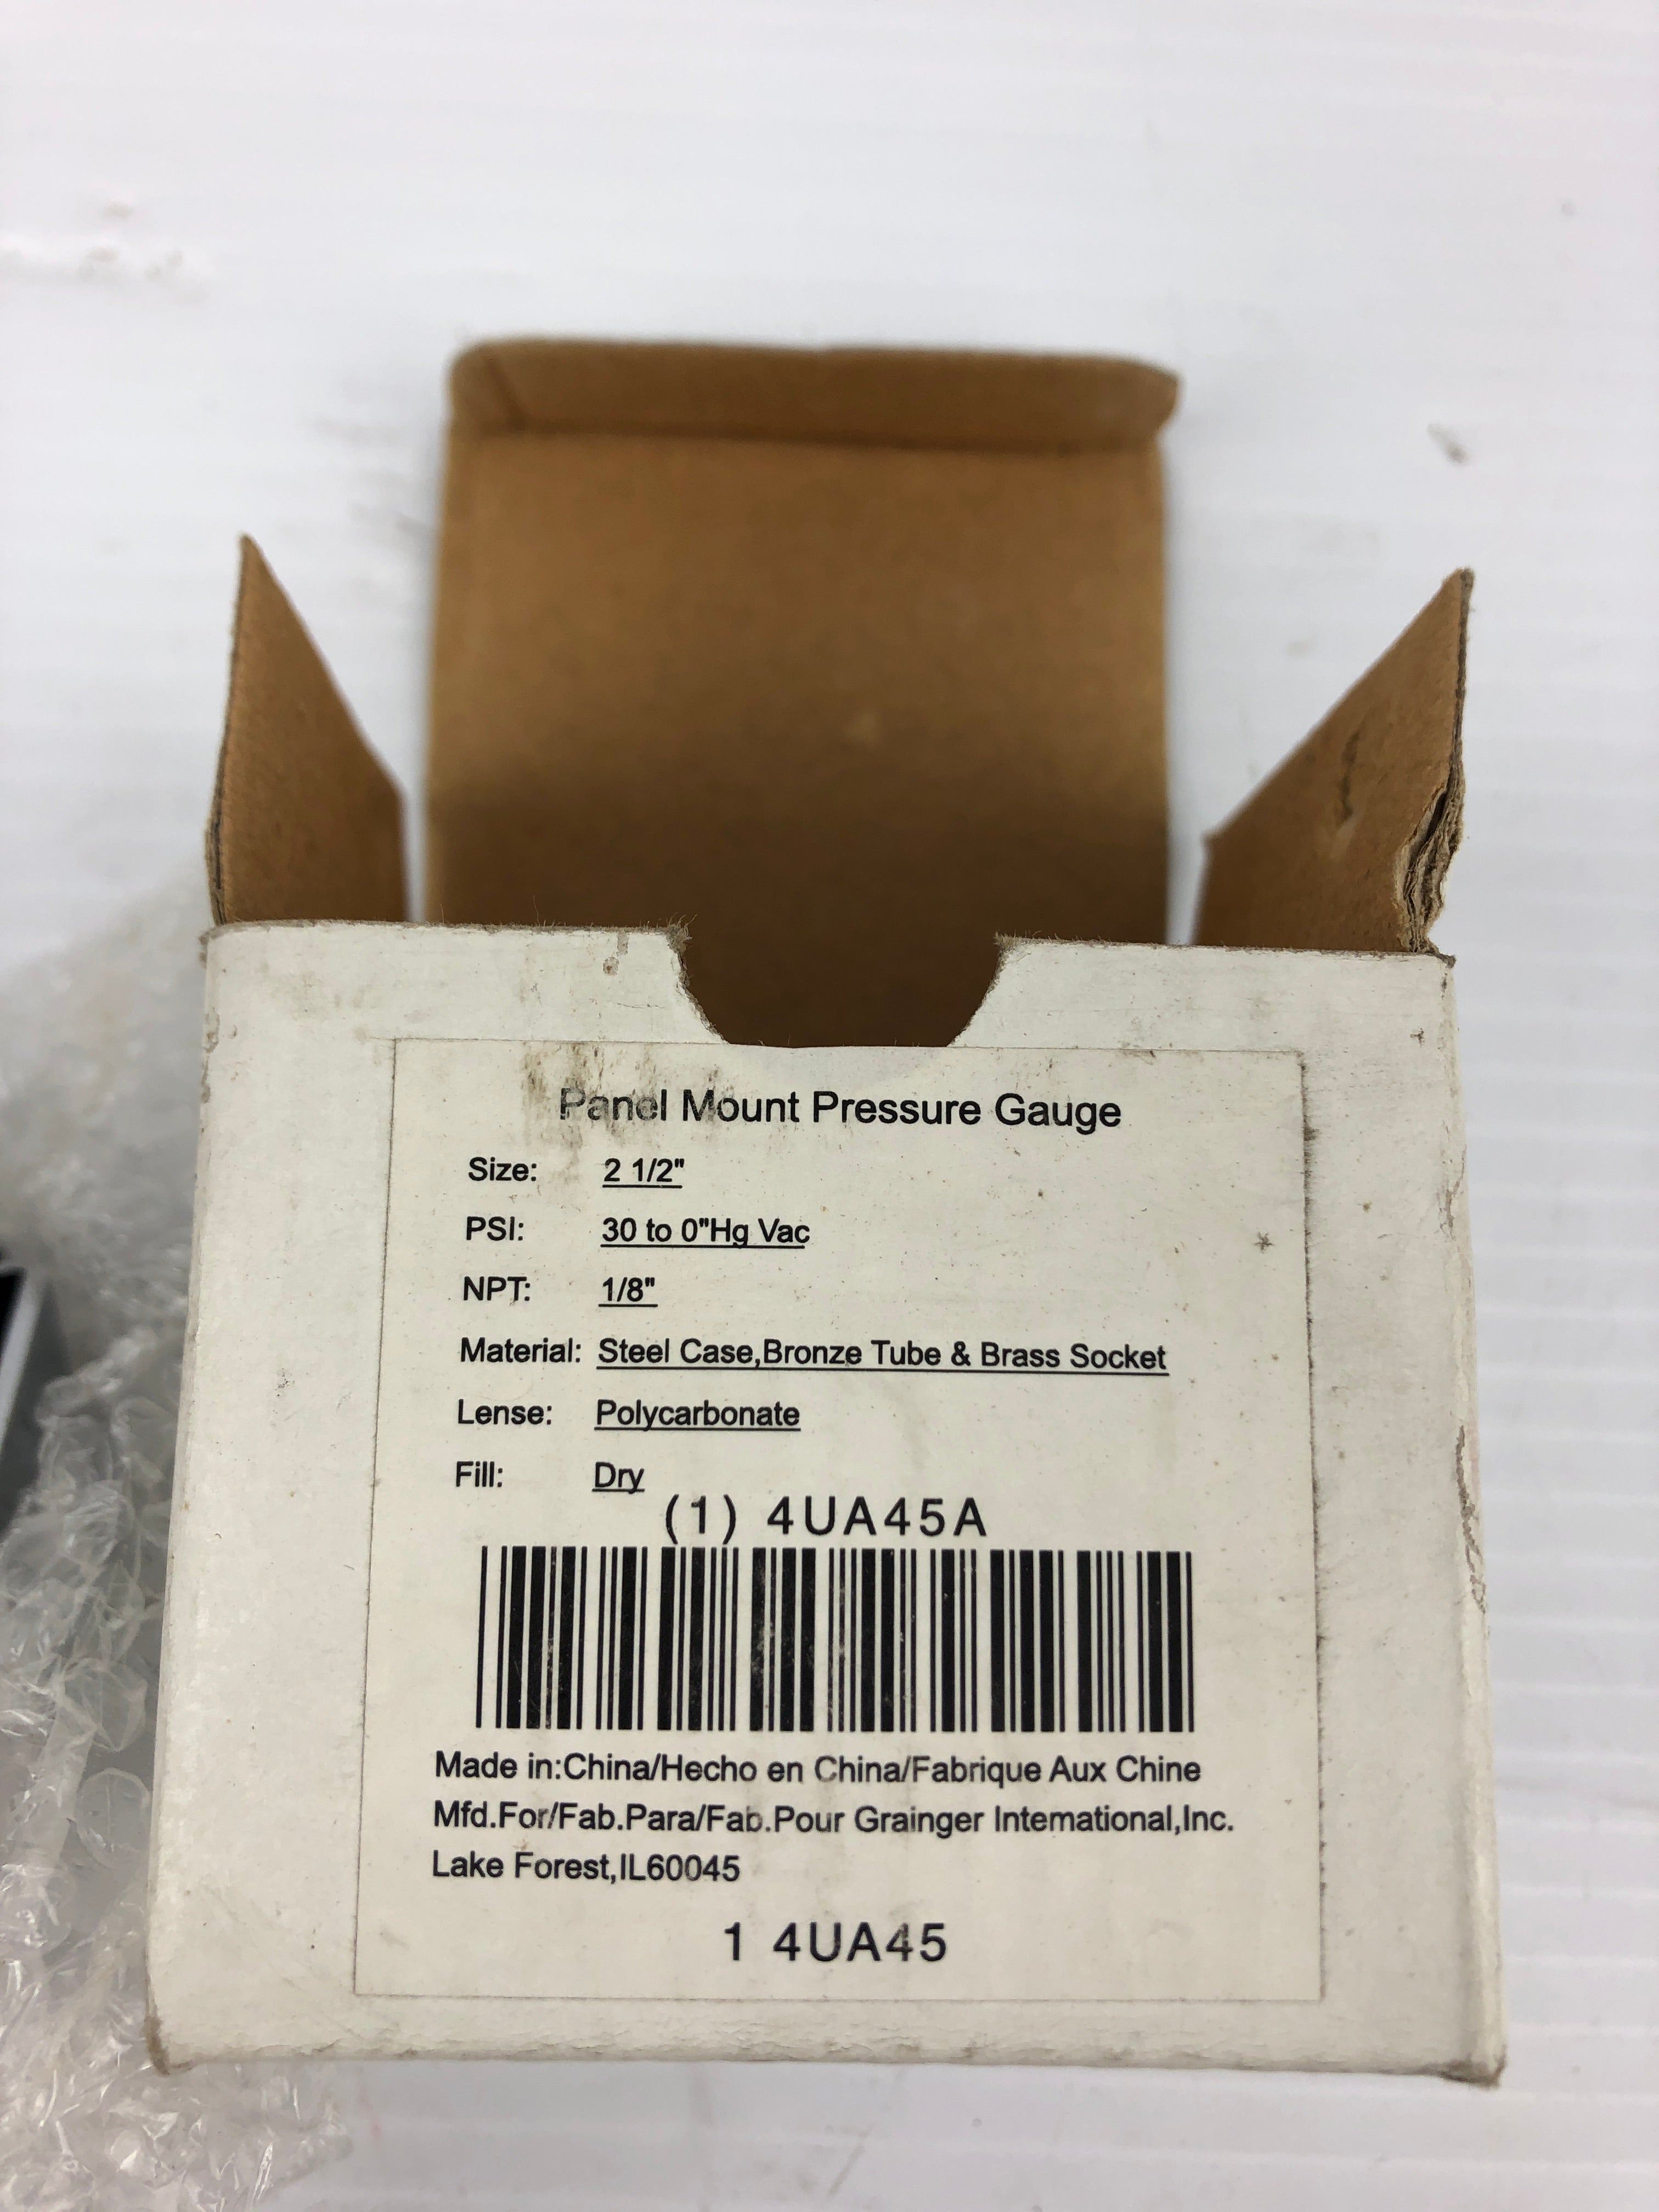 Panel Mount Pressure Gauge
Size: 2 1/2"
PSI: 30 to 0"Hg Vac
NPT: 1/8"
Material: Steel Case,Bronze Tube & Brass Socket
Lense: Polycarbonate
Fill: Dry
(1) 4UA45A
Made in:China/Hecho en China/Fabrique Aux Chine
Mfd.For/Fab.Para/Fab.Pour Grainger International,Inc.
Lake Forest,IL60045
1 4UA45